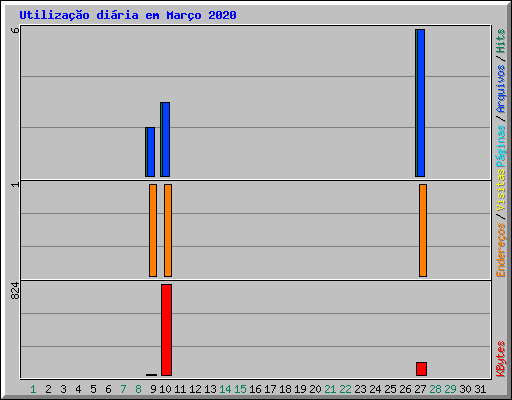 Utilização diária em Março 2020
6
1
824
Endereços / Visitas Páginas / Arquivos / Hits
KBytes
1 2 3 4 5 6 7 8 9 10 11 12 13 14 15 16 17 18 19 20 21 22 23 24 25 26 27 28 29 30 31